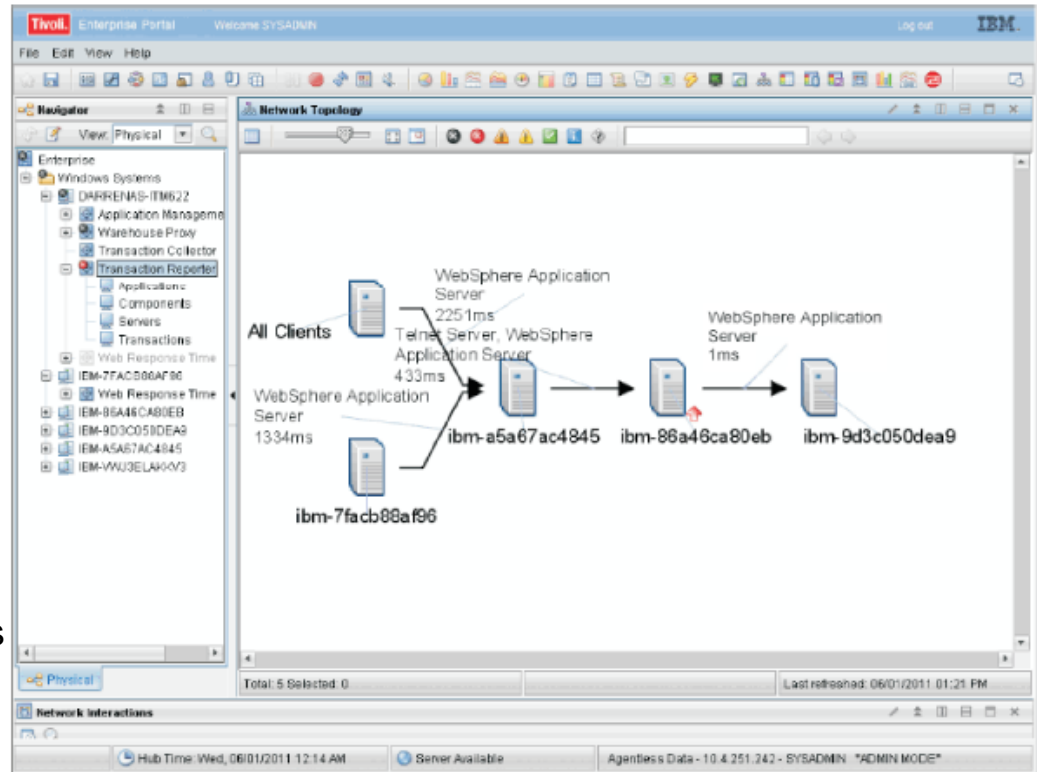 Tivoli. Enterprise Portal Welcome SYSADMIN Log out IBM.
File Edit View Help
Navigator
View: Physical
Enterprise
Windows Systems
DARRENAS-ITM622
Application Manageme
Warehouse Proxy
Transaction Collector
Transaction Reporter
Applications
Components
Servers
Transactions
Web Response Time
IBM-7FACB88AF96
Web Response Time
IBM-86A46CA80EB
IBM-9D3C050DEA9
IBM-A5A67AC4845
Physical
Network Topology
All Clients
WebSphere Application
Server
2251ms
Telnet Server, WebSphere
Application Server
433ms
WebSphere Application
Server
1334ms
WebSphere Application
Server
1ms
ibm-a5a67ac4845
ibm-86a46ca80eb
ibm-9d3c050dea9
ibm-7facb88af96
s
Total: 5 Selected: 0
Last refreshed: 06/01/2011 01:21 PM
Network Interactions
Hub Time: Wed, 06/01/2011 12:14 AM
Server Available
Agentless Data - 10.4.251.242 - SYSADMIN *ADMIN MODE*